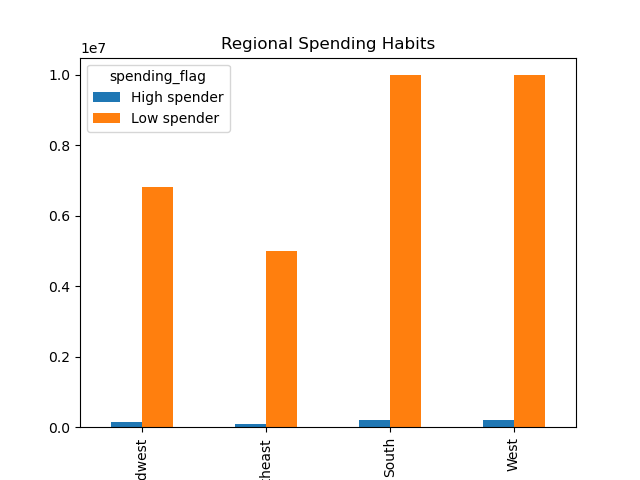 Regional Spending Habits
1e7
spending_flag
High spender
Low spender
1.0
0.8
0.6
0.4
0.2
0.0
dwest
heast
South
West